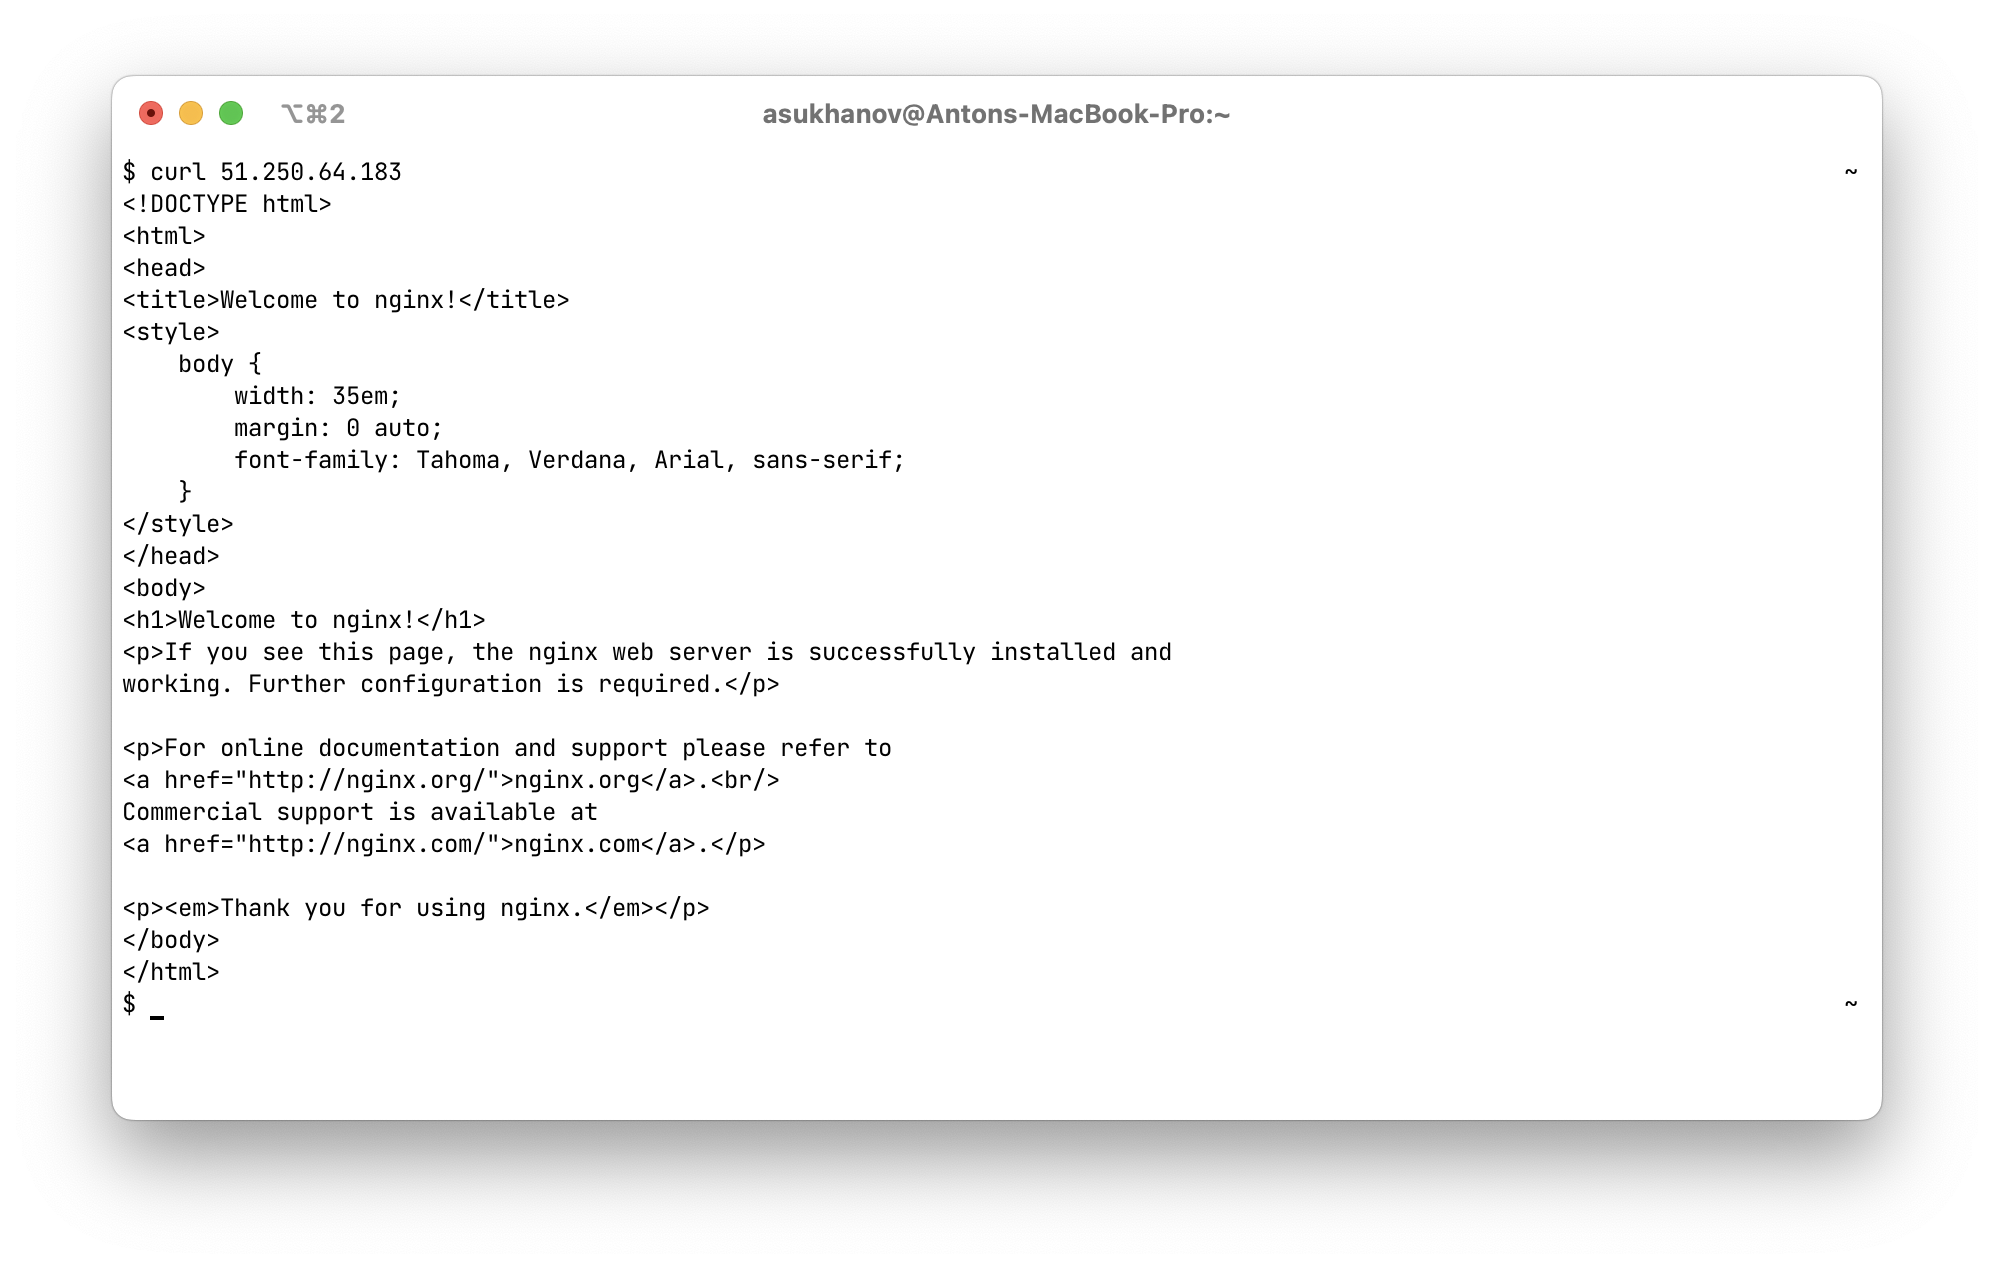 ⌥⌘2 asukhanov@Antons-MacBook-Pro:~
$ curl 51.250.64.183 ~
<!DOCTYPE html>
<html>
<head>
<title>Welcome to nginx!</title>
<style>
    body {
        width: 35em;
        margin: 0 auto;
        font-family: Tahoma, Verdana, Arial, sans-serif;
    }
</style>
</head>
<body>
<h1>Welcome to nginx!</h1>
<p>If you see this page, the nginx web server is successfully installed and
working. Further configuration is required.</p>

<p>For online documentation and support please refer to
<a href="http://nginx.org/">nginx.org</a>.<br/>
Commercial support is available at
<a href="http://nginx.com/">nginx.com</a>.</p>

<p><em>Thank you for using nginx.</em></p>
</body>
</html>
$ _ ~